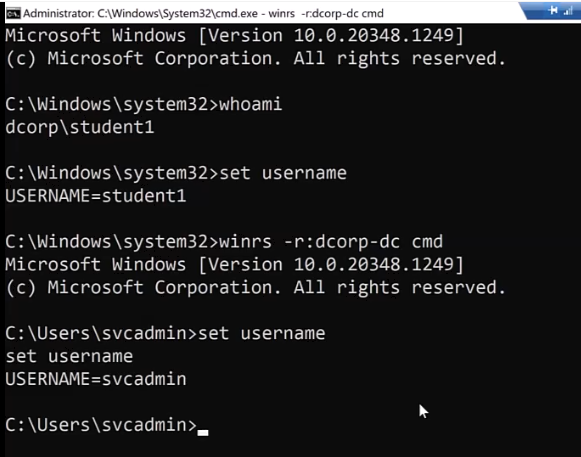 Administrator: C:\Windows\System32\cmd.exe - winrs -r:dcorp-dc cmd
Microsoft Windows [Version 10.0.20348.1249]
(c) Microsoft Corporation. All rights reserved.
C:\Windows\system32>whoami
dcorp\student1
C:\Windows\system32>set username
USERNAME=student1
C:\Windows\system32>winrs -r:dcorp-dc cmd
Microsoft Windows [Version 10.0.20348.1249]
(c) Microsoft Corporation. All rights reserved.
C:\Users\svcadmin>set username
set username
USERNAME=svcadmin
C:\Users\svcadmin>